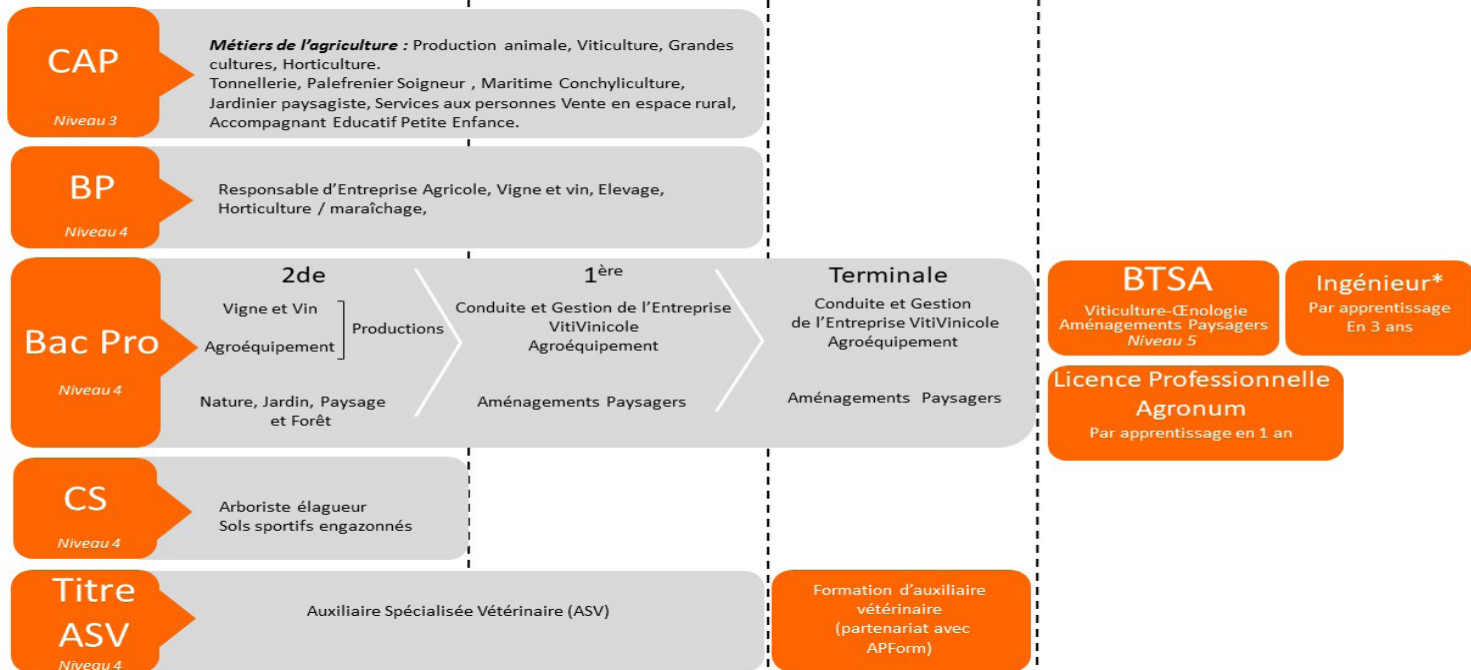 CAP
Niveau 3
Métiers de l'agriculture : Production animale, Viticulture, Grandes
cultures, Horticulture.
Tonnellerie, Palefrenier Soigneur , Maritime Conchyliculture,
Jardinier paysagiste, Services aux personnes Vente en espace rural,
Accompagnant Educatif Petite Enfance.
BP
Niveau 4
Responsable d'Entreprise Agricole, Vigne et vin, Elevage,
Horticulture / maraîchage,
Bac Pro
Niveau 4
2de
Vigne et Vin
Agroéquipement
Productions
Nature, Jardin, Paysage
et Forêt
1ère
Conduite et Gestion de l'Entreprise
VitiVinicole
Agroéquipement
Aménagements Paysagers
Terminale
Conduite et Gestion
de l'Entreprise VitiVinicole
Agroéquipement
Aménagements Paysagers
BTSA
Viticulture-Œnologie
Aménagements Paysagers
Niveau 5
Ingénieur*
Par apprentissage
En 3 ans
Licence Professionnelle
Agronum
Par apprentissage en 1 an
CS
Niveau 4
Arboriste élagueur
Sols sportifs engazonnés
Titre
ASV
Niveau 4
Auxiliaire Spécialisée Vétérinaire (ASV)
Formation d'auxiliaire
vétérinaire
(partenariat avec
APForm)